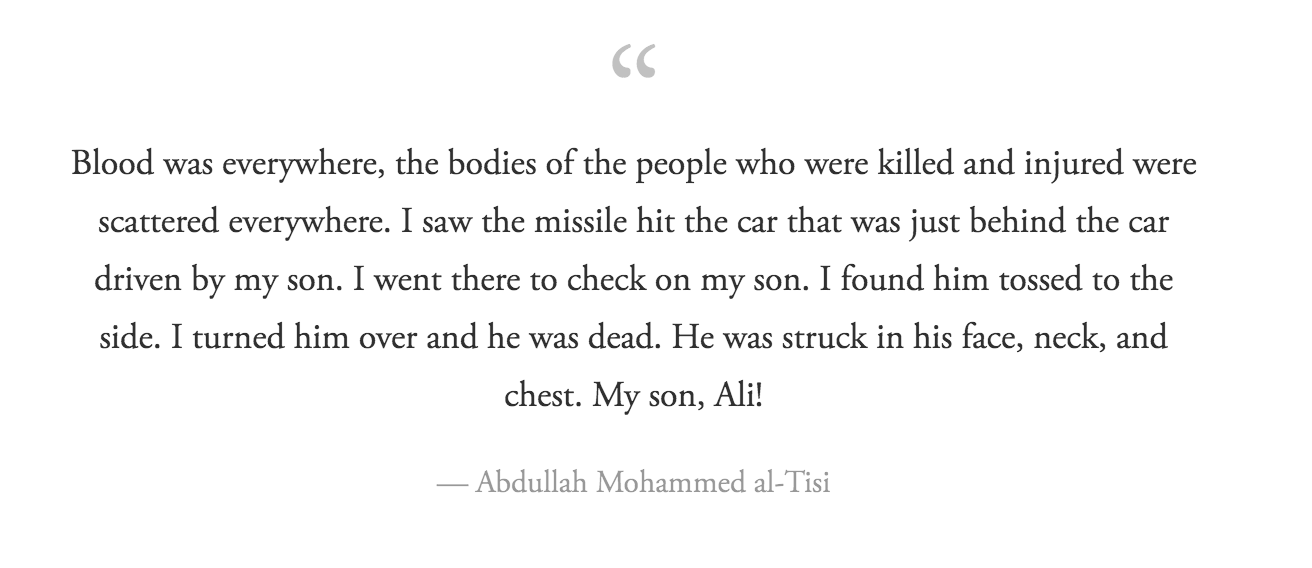 “
Blood was everywhere, the bodies of the people who were killed and injured were
scattered everywhere. I saw the missile hit the car that was just behind the car
driven by my son. I went there to check on my son. I found him tossed to the
side. I turned him over and he was dead. He was struck in his face, neck, and
chest. My son, Ali!
— Abdullah Mohammed al-Tisi